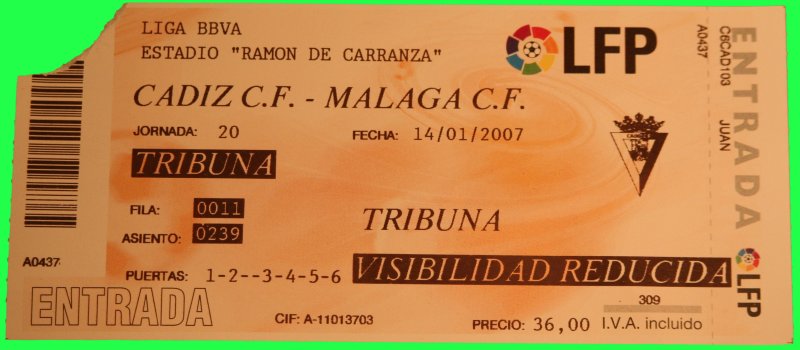 LIGA BBVA
ESTADIO "RAMON DE CARRANZA"
LFP
CADIZ C.F. - MALAGA C.F.
JORNADA: 20
FECHA: 14/01/2007
TRIBUNA
FILA: 0011
ASIENTO: 0239
TRIBUNA
PUERTAS: 1-2--3-4-5-6
VISIBILIDAD REDUCIDA
A0437
ENTRADA
CIF: A-11013703
309
PRECIO: 36,00 I.V.A. incluido
A0437
C6CAD103 JUAN
ENTRADA
LFP